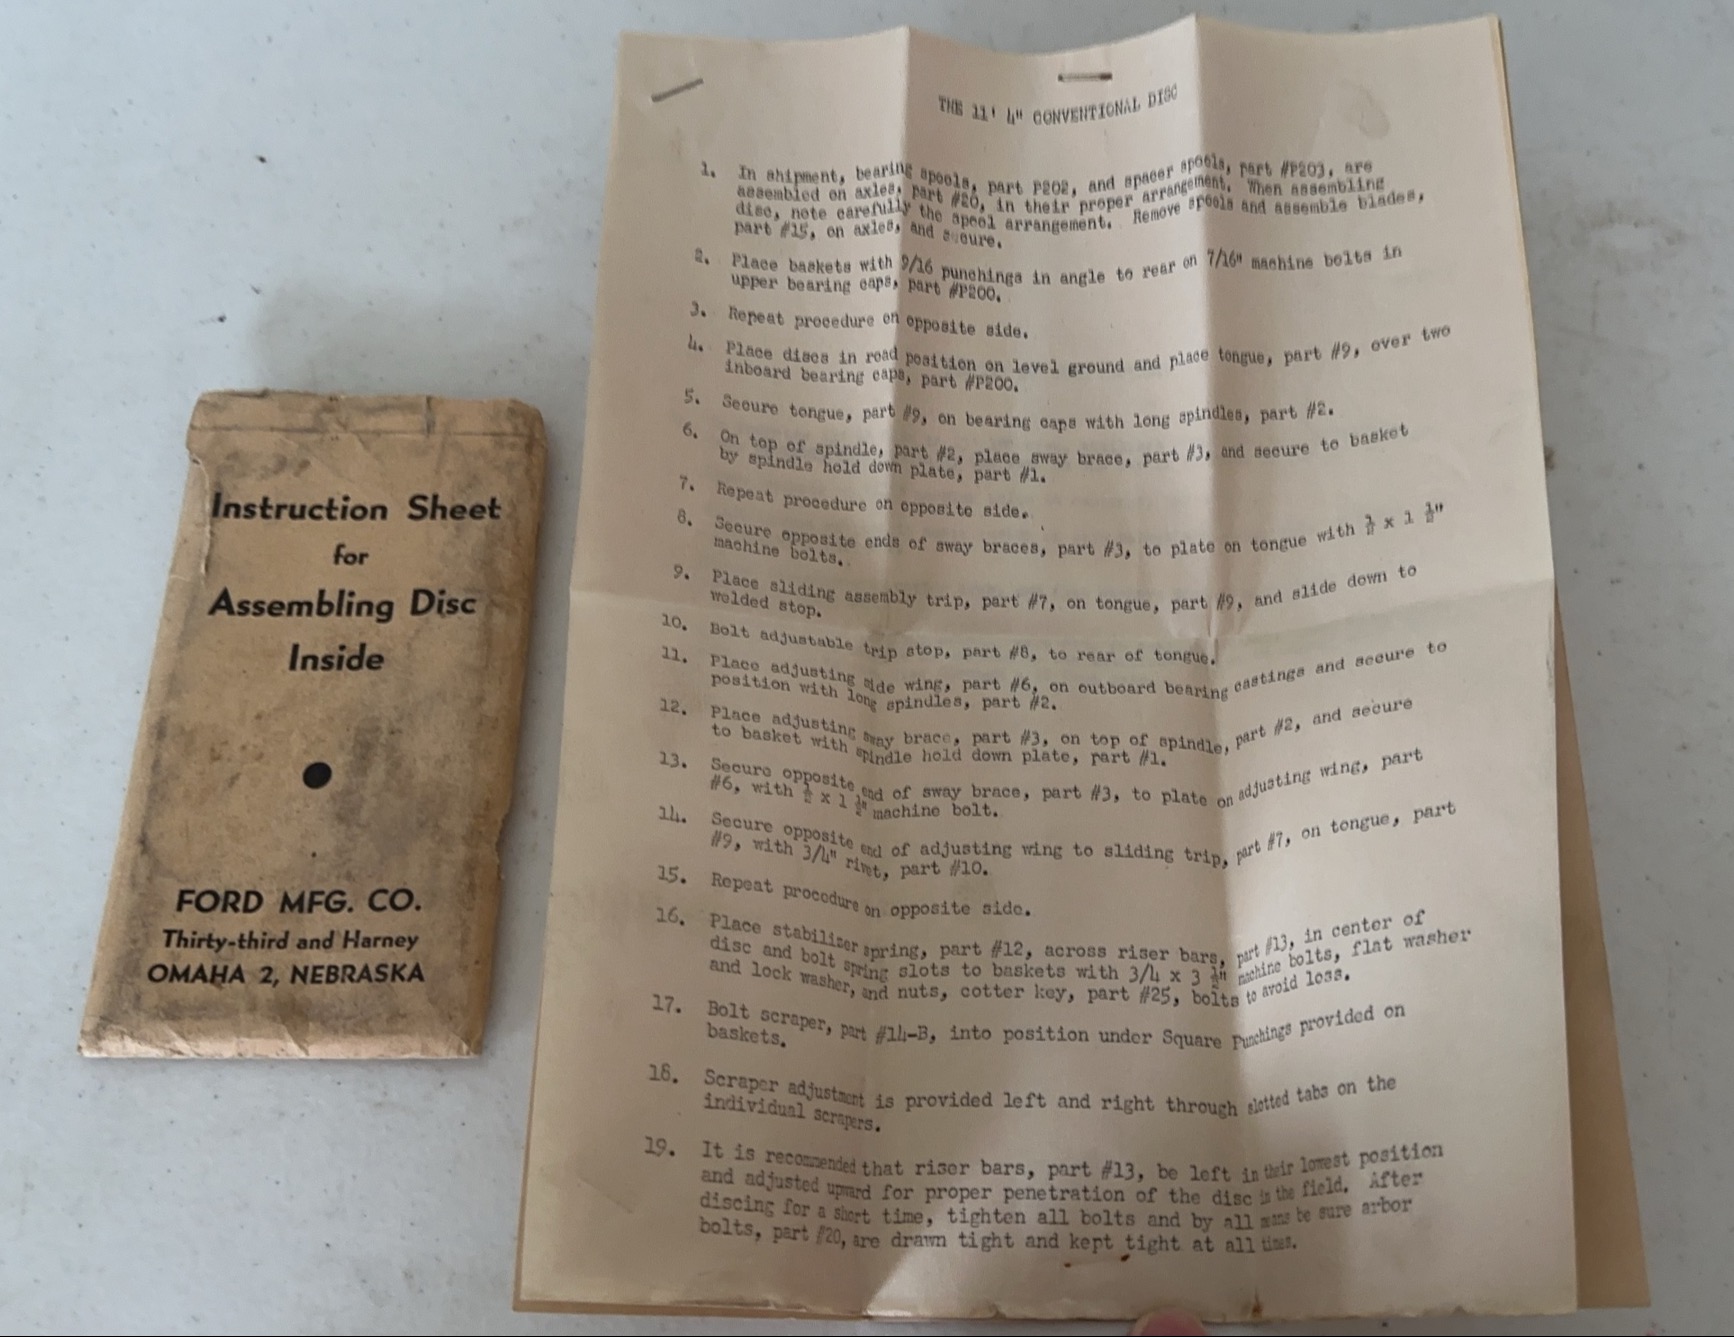 Instruction Sheet
for
Assembling Disc
Inside
FORD MFG. CO.
Thirty-third and Harney
OMAHA 2, NEBRASKA
THE 11' 4" CONVENTIONAL DISC
1. In shipment, bearing spools, part P202, and spacer spools, part #P203, are
assembled on axles, part #20, in their proper arrangement. When assembling
disc, note carefully the spool arrangement. Remove spools and assemble blades,
part #15, on axles, and secure.
2. Place baskets with 9/16 punchings in angle to rear on 7/16" machine bolts in
upper bearing caps, part #P200.
3. Repeat procedure on opposite side.
4. Place discs in road position on level ground and place tongue, part #9, over two
inboard bearing caps, part #P200.
5. Secure tongue, part #9, on bearing caps with long spindles, part #2.
6. On top of spindle, part #2, place sway brace, part #3, and secure to basket
by spindle hold down plate, part #1.
7. Repeat procedure on opposite side.
8. Secure opposite ends of sway braces, part #3, to plate on tongue with ½ x 1 ½"
machine bolts.
9. Place sliding assembly trip, part #7, on tongue, part #9, and slide down to
welded stop.
10. Bolt adjustable trip stop, part #8, to rear of tongue.
11. Place adjusting side wing, part #6, on outboard bearing castings and secure to
position with long spindles, part #2.
12. Place adjusting sway brace, part #3, on top of spindle, part #2, and secure
to basket with spindle hold down plate, part #1.
13. Secure opposite end of sway brace, part #3, to plate on adjusting wing, part
#6, with ½ x 1 ½" machine bolt.
14. Secure opposite end of adjusting wing to sliding trip, part #7, on tongue, part
#9, with 3/4" rivet, part #10.
15. Repeat procedure on opposite side.
16. Place stabilizer spring, part #12, across riser bars, part #13, in center of
disc and bolt spring slots to baskets with 3/4 x 3 ½" machine bolts, flat washer
and lock washer, and nuts, cotter key, part #25, bolts to avoid loss.
17. Bolt scraper, part #14-B, into position under Square Punchings provided on
baskets.
18. Scraper adjustment is provided left and right through slotted tabs on the
individual scrapers.
19. It is recommended that riser bars, part #13, be left in their lowest position
and adjusted upward for proper penetration of the disc in the field. After
discing for a short time, tighten all bolts and by all means be sure arbor
bolts, part #20, are drawn tight and kept tight at all times.